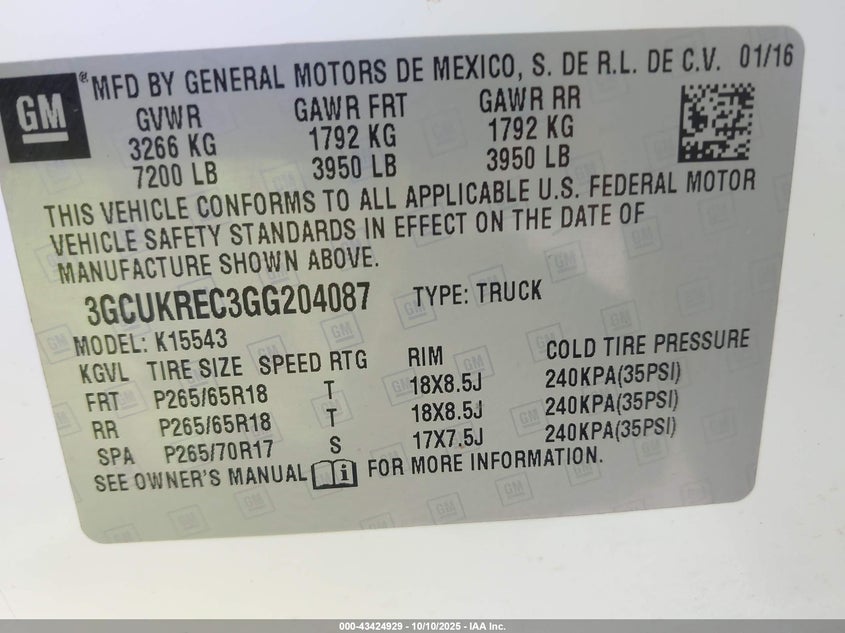 GM ® MFD BY GENERAL MOTORS DE MEXICO, S. DE R.L. DE C.V. 01/16
GVWR GAWR FRT GAWR RR
3266 KG 1792 KG 1792 KG
7200 LB 3950 LB 3950 LB
THIS VEHICLE CONFORMS TO ALL APPLICABLE U.S. FEDERAL MOTOR
VEHICLE SAFETY STANDARDS IN EFFECT ON THE DATE OF
MANUFACTURE SHOWN ABOVE.
3GCUKREC3GG204087 TYPE: TRUCK
MODEL: K15543
KGVL TIRE SIZE SPEED RTG RIM COLD TIRE PRESSURE
FRT P265/65R18 T 18X8.5J 240KPA(35PSI)
RR P265/65R18 T 18X8.5J 240KPA(35PSI)
SPA P265/70R17 S 17X7.5J 240KPA(35PSI)
SEE OWNER'S MANUAL i FOR MORE INFORMATION.
000-43424929 - 10/10/2025 - IAA Inc.